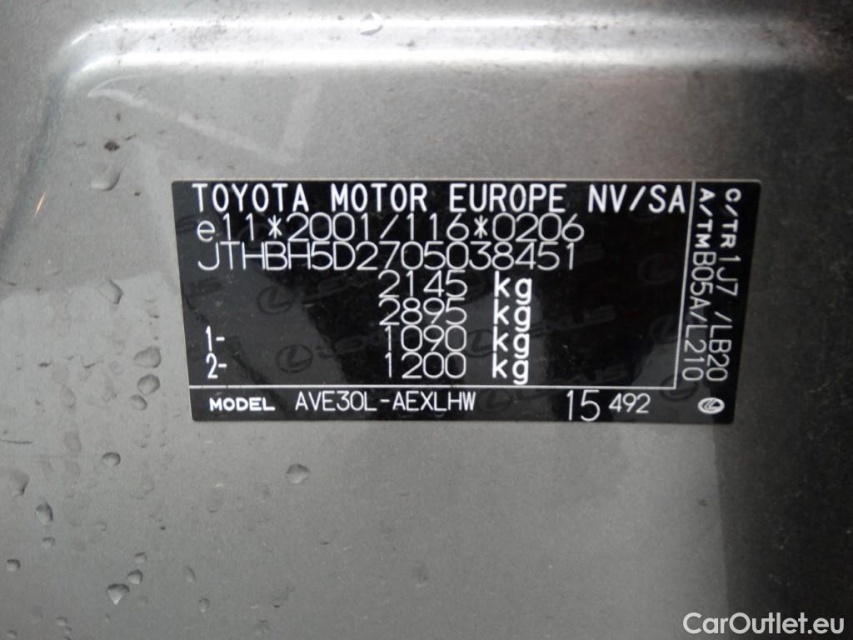 TOYOTA MOTOR EUROPE NV/SA
e11*2001/116*0206
JTHBH5D2705038451
2145 kg
2895 kg
1- 1090 kg
2- 1200 kg
MODEL AVE30L-AEXLHW 15 492
C/TR 1J7 /LB20
A/TM B05A/L210
CarOutlet.eu